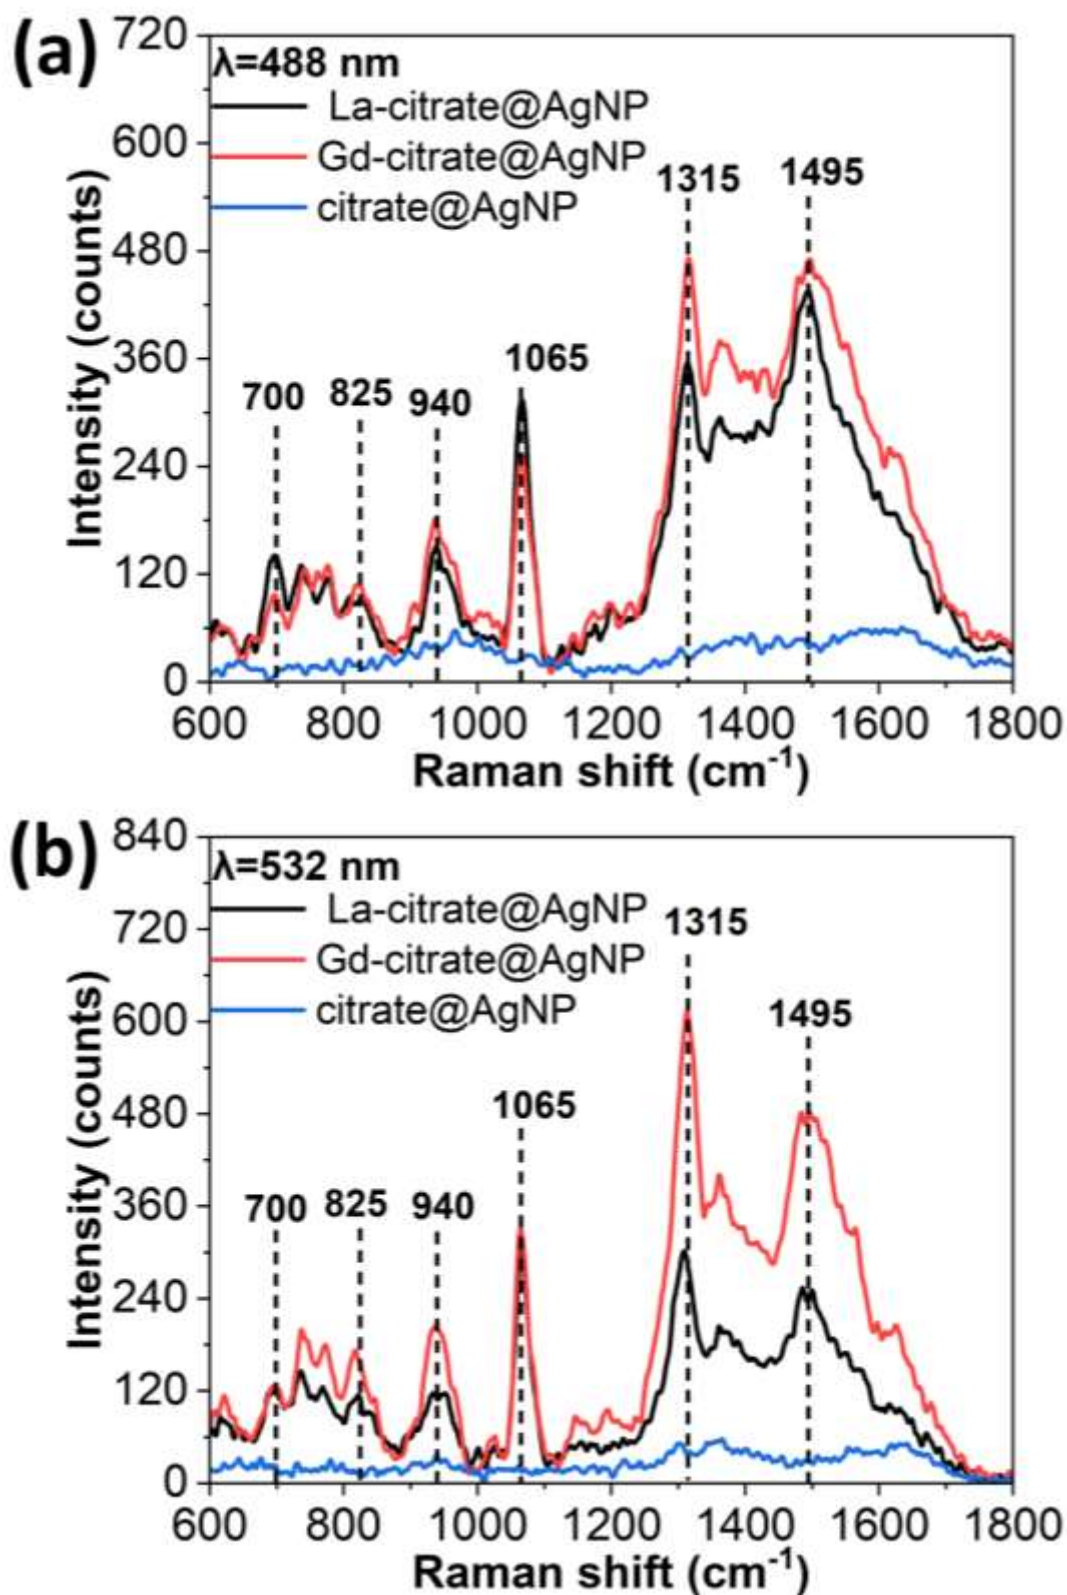 (a)
720
600
480
360
240
120
0
Intensity (counts)
λ=488 nm
La-citrate@AgNP
Gd-citrate@AgNP
citrate@AgNP
700
825
940
1065
1315
1495
600 800 1000 1200 1400 1600 1800
Raman shift (cm⁻¹)
(b)
840
720
600
480
360
240
120
0
Intensity (counts)
λ=532 nm
La-citrate@AgNP
Gd-citrate@AgNP
citrate@AgNP
700
825
940
1065
1315
1495
600 800 1000 1200 1400 1600 1800
Raman shift (cm⁻¹)